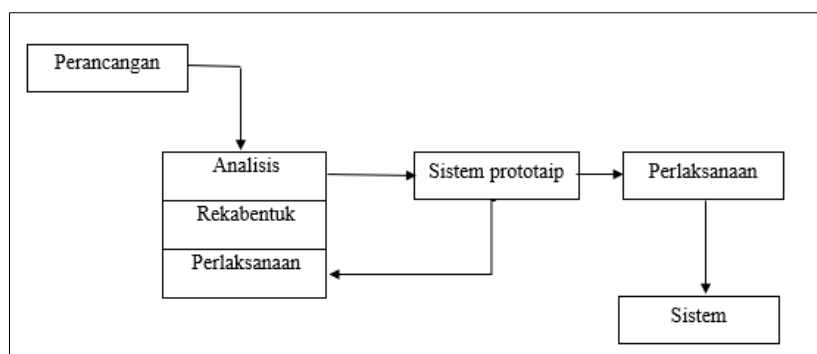 Perancangan
Analisis
Sistem prototaip
Perlaksanaan
Rekabentuk
Perlaksanaan
Sistem